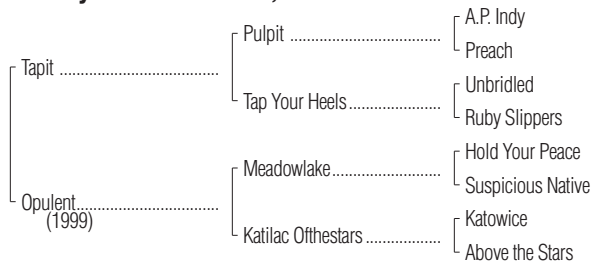 A.P. Indy
Pulpit ........................................
Preach
Tapit ..........................................
Unbridled
Tap Your Heels........................
Ruby Slippers
Hold Your Peace
Meadowlake............................
Suspicious Native
Opulent......................................
(1999)
Katowice
Katilac Ofthestars ...................
Above the Stars